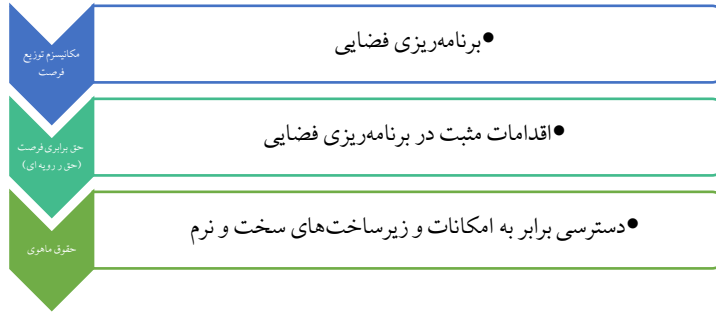 مکانیسزم توزیع
فرصت
•برنامه‌ریزی فضایی
حق برابری فرصت
(حق ر رویه ای)
•اقدامات مثبت در برنامه‌ریزی فضایی
حقوق ماهوی
•دسترسی برابر به امکانات و زیرساخت‌های سخت و نرم